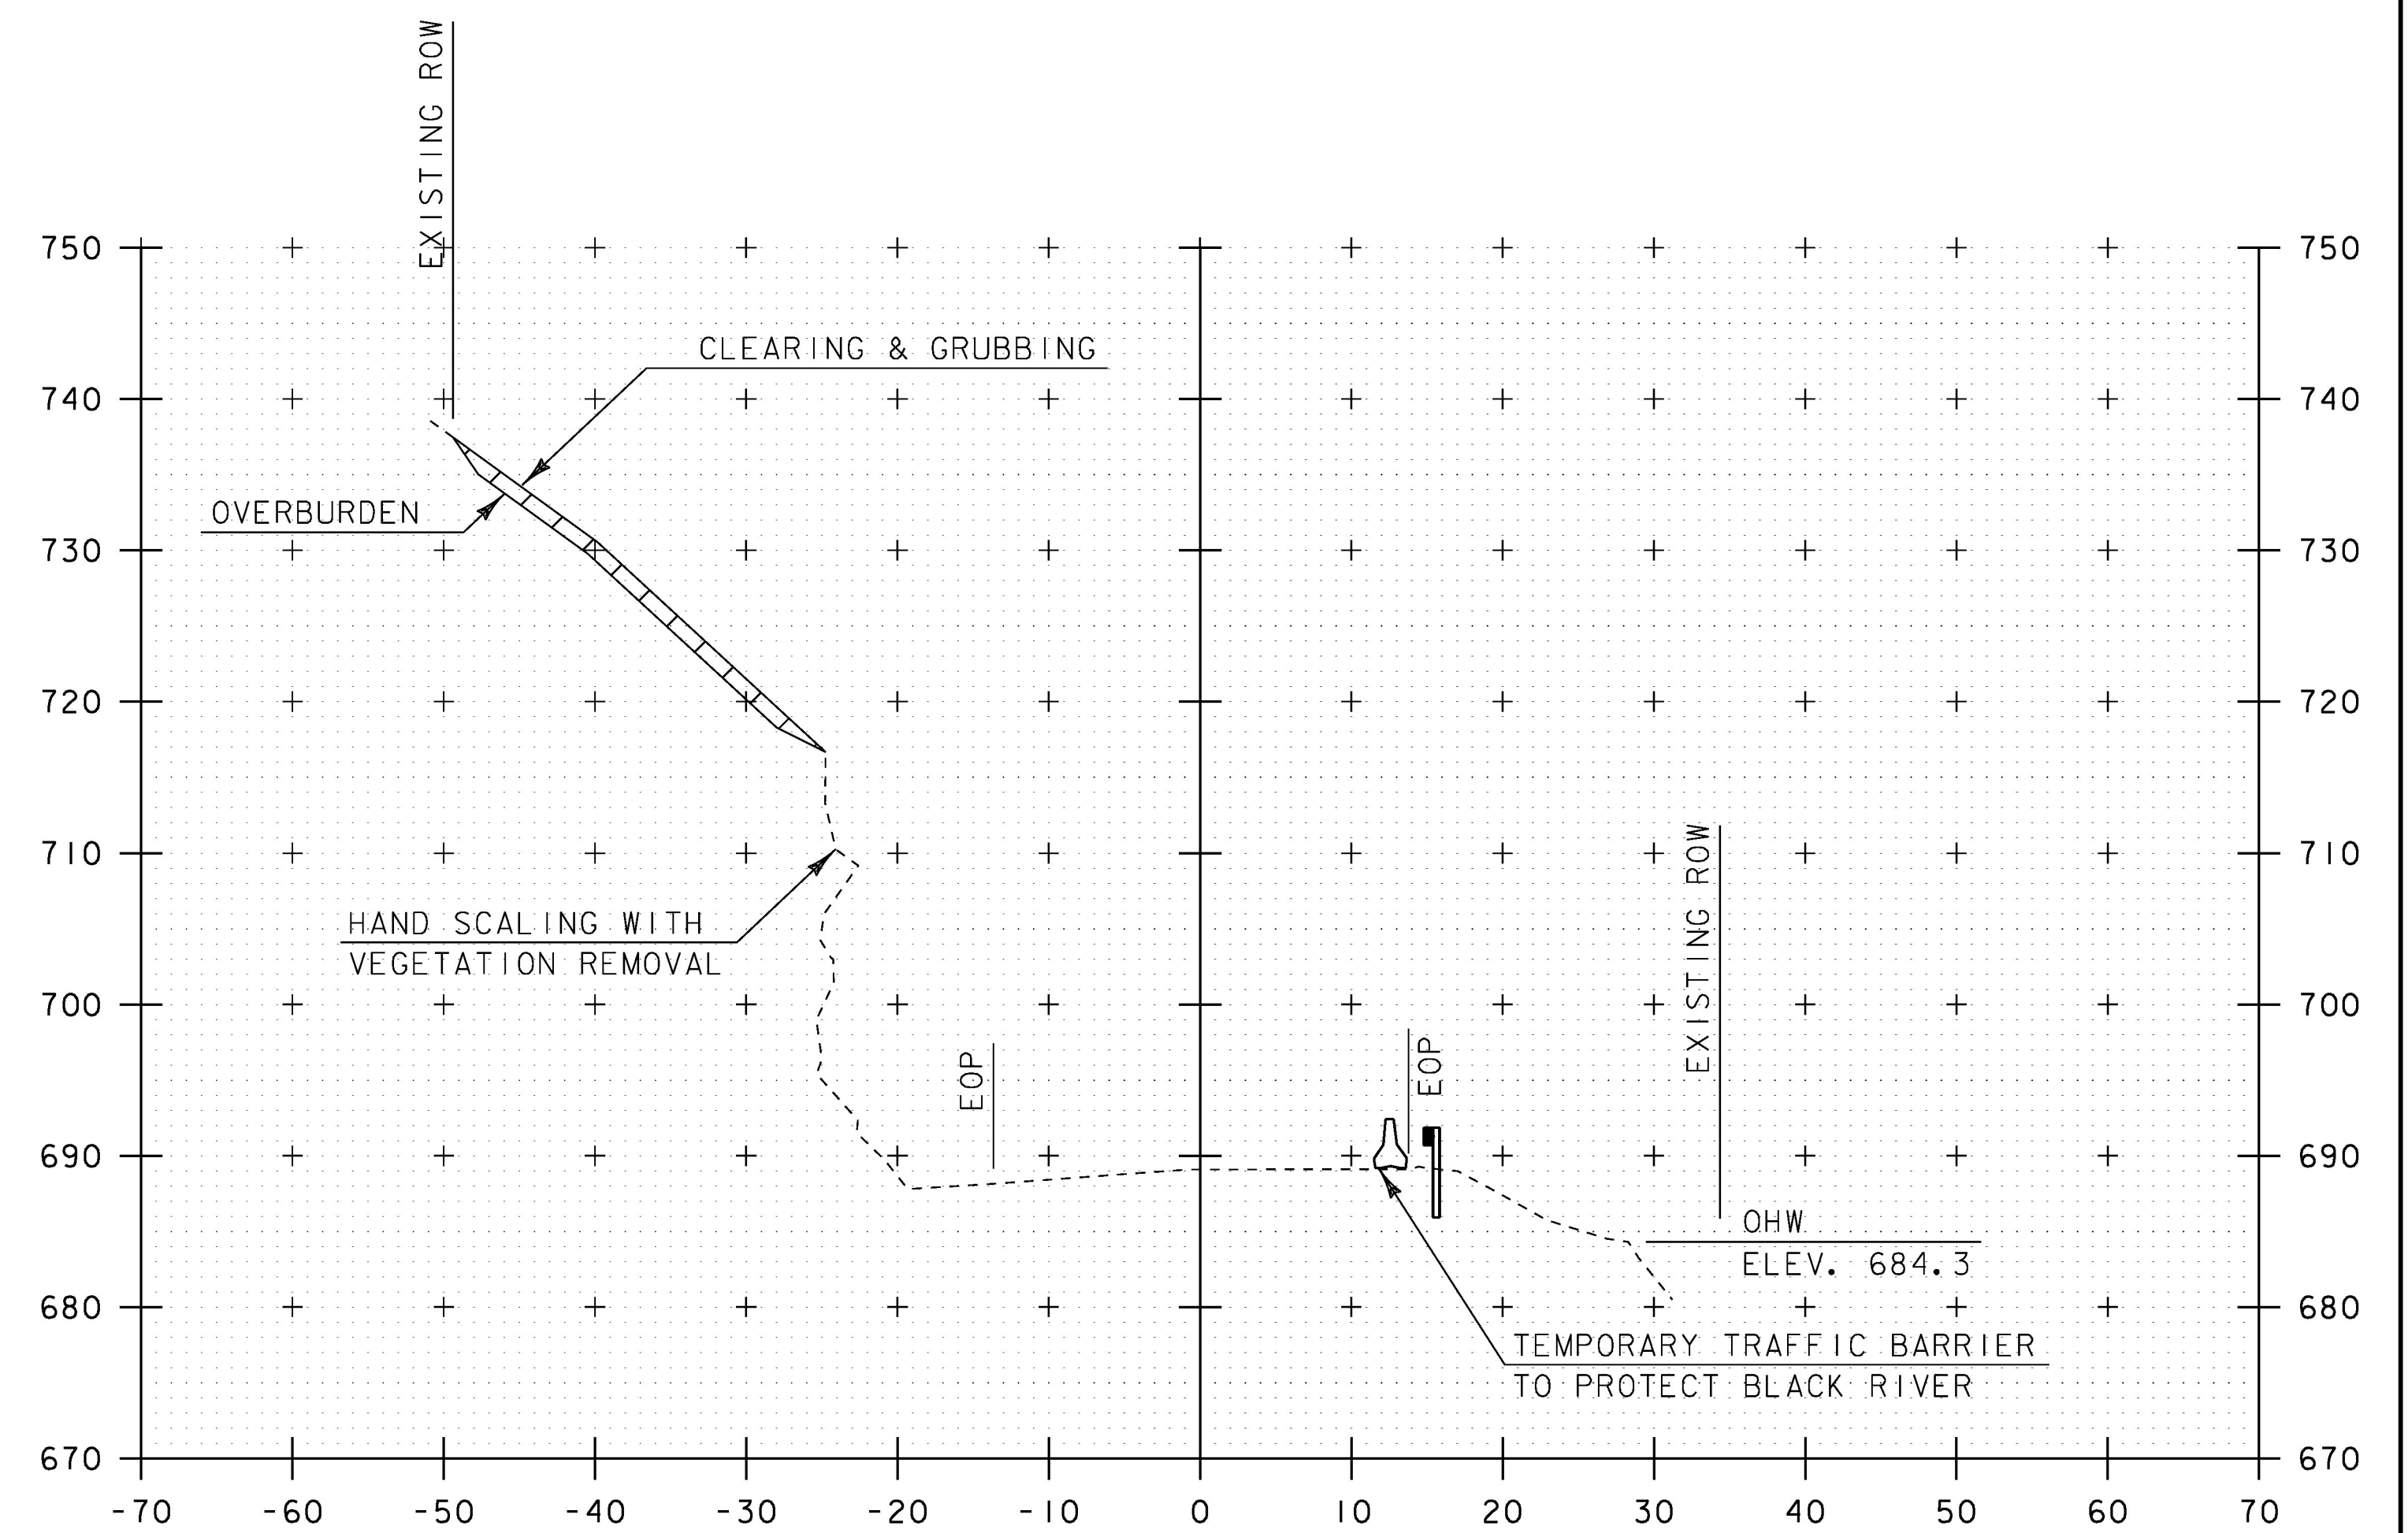 EXISTING ROW
750
750
CLEARING & GRUBBING
740
740
OVERBURDEN
730
730
720
720
710
710
EXISTING ROW
HAND SCALING WITH
VEGETATION REMOVAL
700
700
EOP
EOP
690
690
OHW
ELEV. 684.3
680
680
TEMPORARY TRAFFIC BARRIER
TO PROTECT BLACK RIVER
670
670
-70 -60 -50 -40 -30 -20 -10 0 10 20 30 40 50 60 70